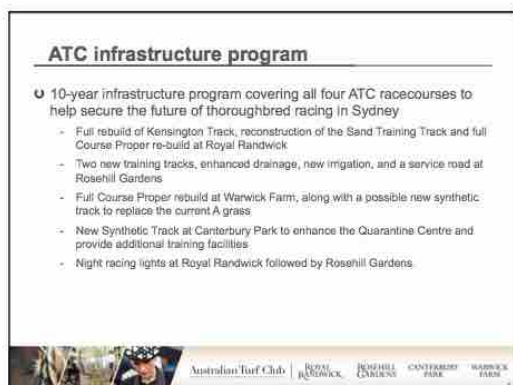 ATC infrastructure program
10-year infrastructure program covering all four ATC racecourses to
help secure the future of thoroughbred racing in Sydney
- Full rebuild of Kensington Track, reconstruction of the Sand Training Track and full
Course Proper re-build at Royal Randwick
- Two new training tracks, enhanced drainage, new irrigation, and a service road at
Rosehill Gardens
- Full Course Proper rebuild at Warwick Farm, along with a possible new synthetic
track to replace the current A grass
- New Synthetic Track at Canterbury Park to enhance the Quarantine Centre and
provide additional training facilities
- Night racing lights at Royal Randwick followed by Rosehill Gardens
Australian Turf Club | ROYAL RANDWICK ROSEHILL GARDENS CANTERBURY PARK WARWICK FARM